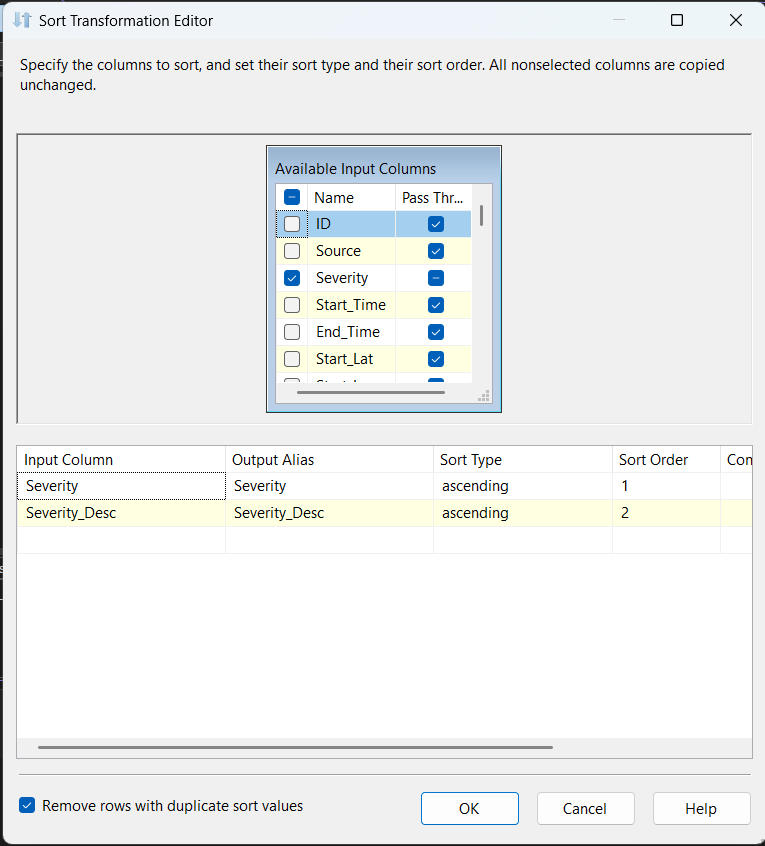 Sort Transformation Editor
Specify the columns to sort, and set their sort type and their sort order. All nonselected columns are copied
unchanged.
Available Input Columns
Name Pass Thr...
ID
Source
Severity
Start_Time
End_Time
Start_Lat
Input Column Output Alias Sort Type Sort Order Con
Severity Severity ascending 1
Severity_Desc Severity_Desc ascending 2
Remove rows with duplicate sort values
OK Cancel Help